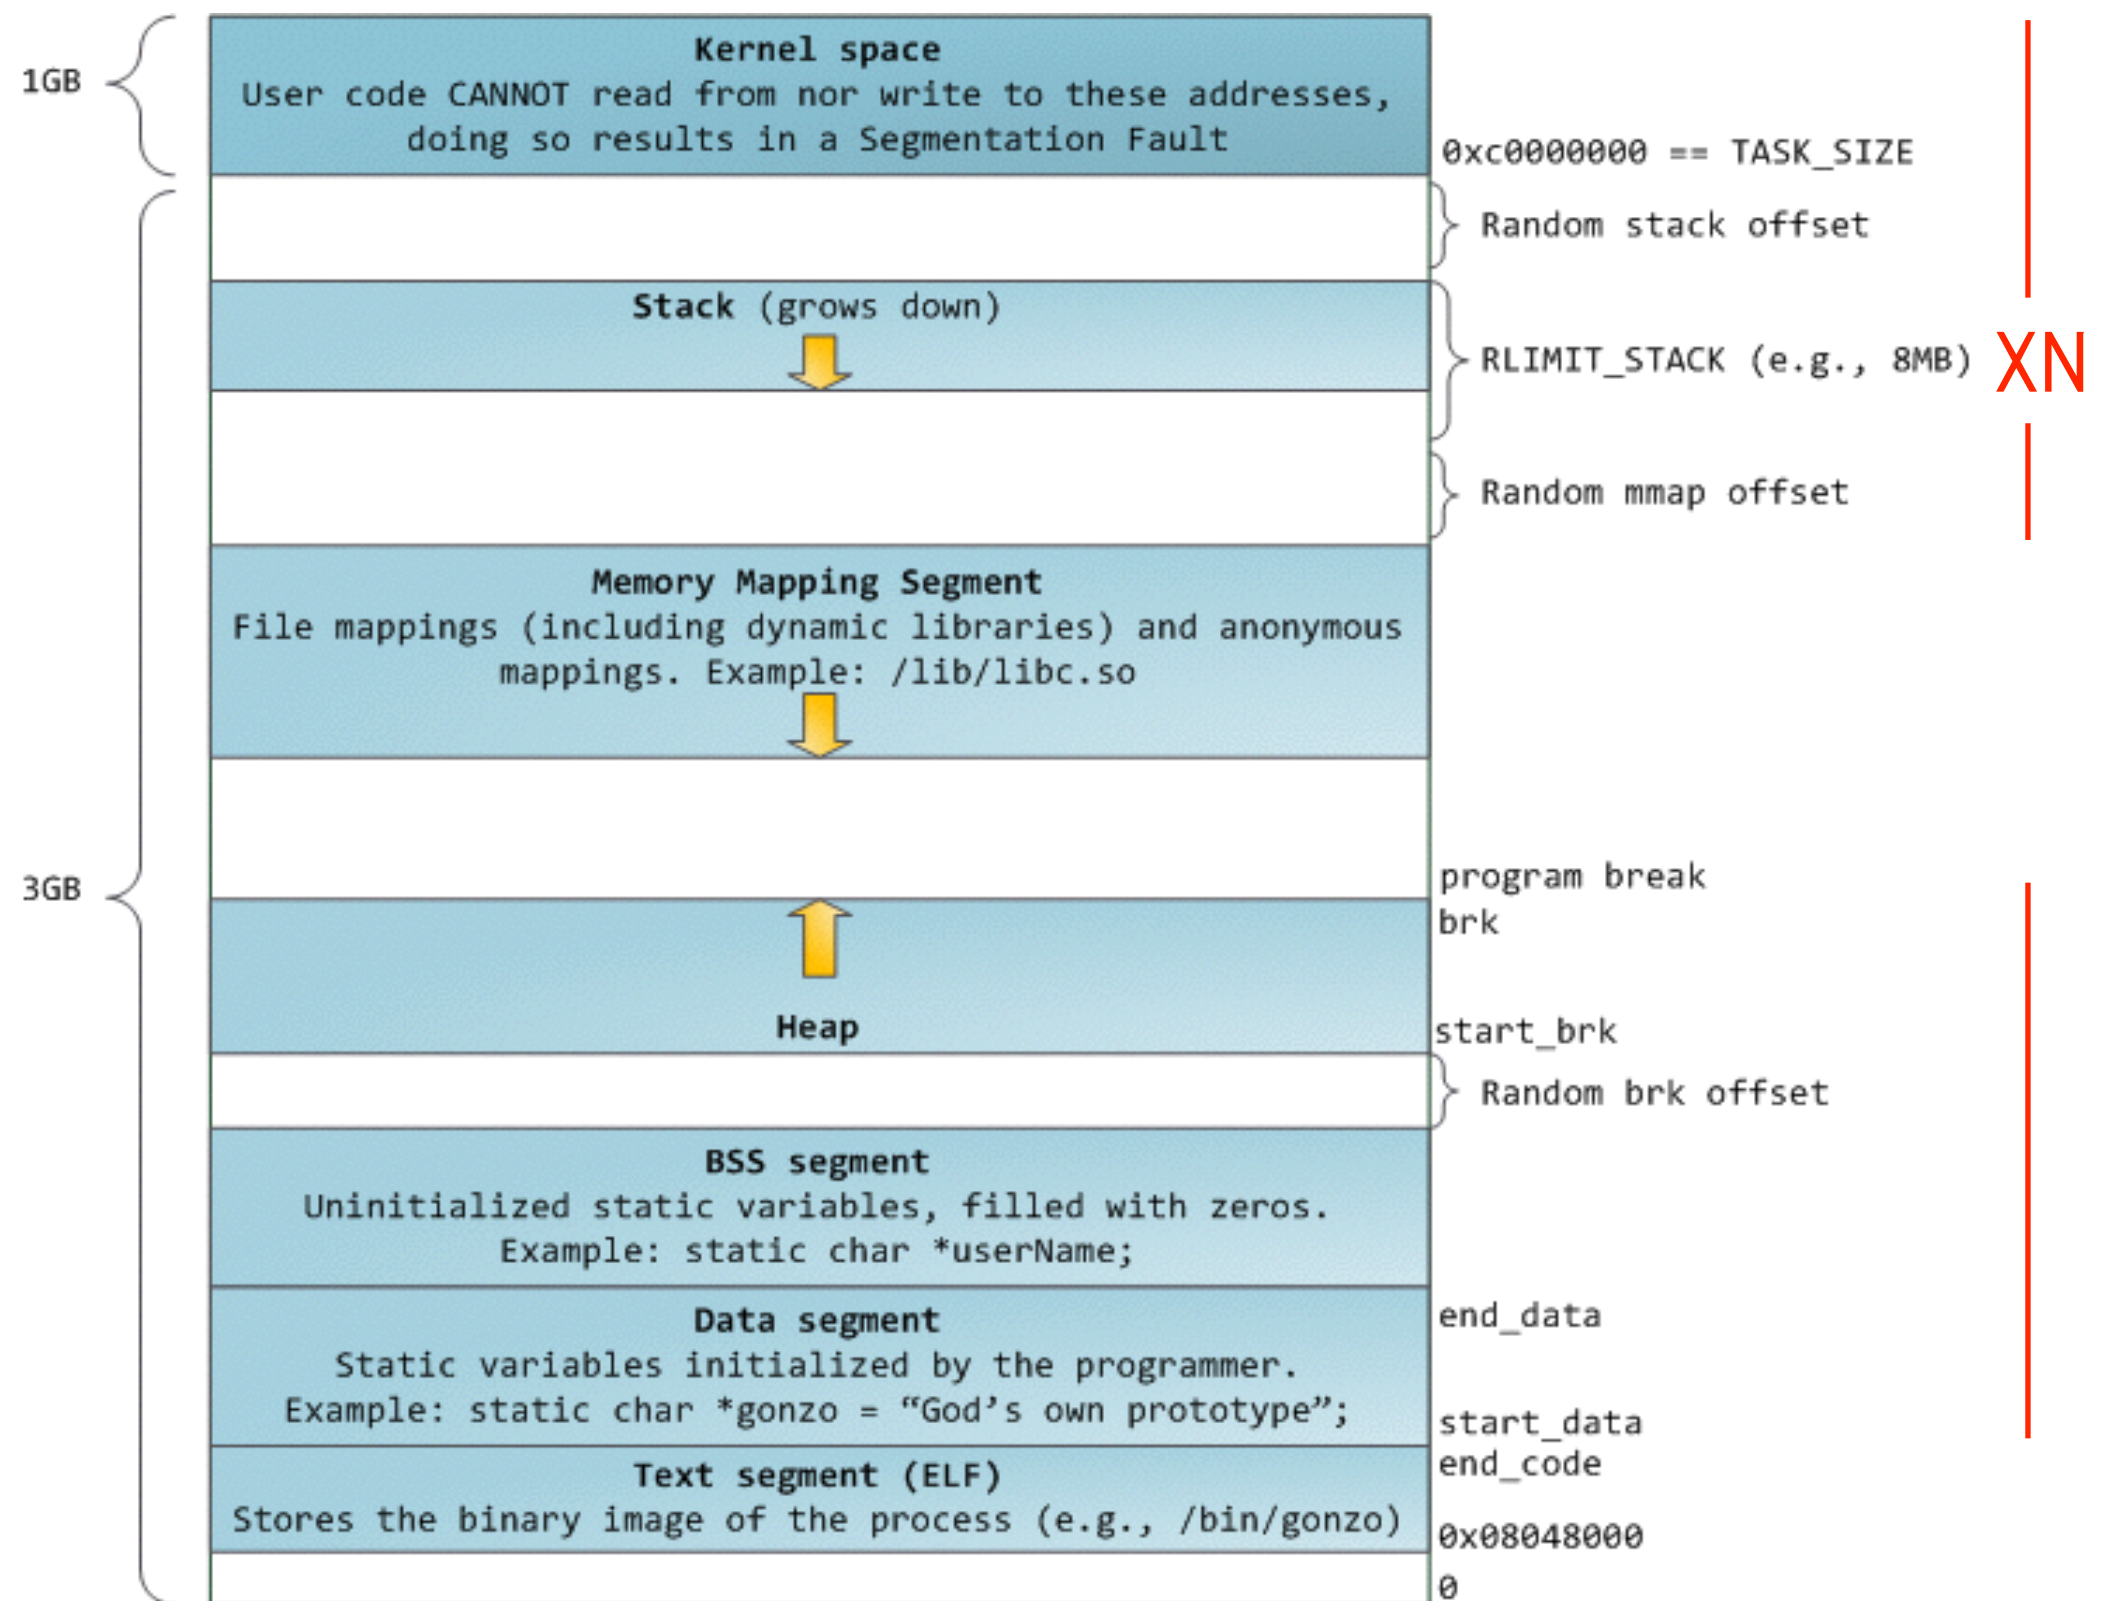 1GB
Kernel space
User code CANNOT read from nor write to these addresses,
doing so results in a Segmentation Fault
0xc0000000 == TASK_SIZE
Random stack offset
Stack (grows down)
RLIMIT_STACK (e.g., 8MB)
XN
Random mmap offset
Memory Mapping Segment
File mappings (including dynamic libraries) and anonymous
mappings. Example: /lib/libc.so
3GB
program break
brk
Heap
start_brk
Random brk offset
BSS segment
Uninitialized static variables, filled with zeros.
Example: static char *userName;
Data segment
Static variables initialized by the programmer.
Example: static char *gonzo = “God’s own prototype”;
end_data
start_data
Text segment (ELF)
Stores the binary image of the process (e.g., /bin/gonzo)
end_code
0x08048000
0